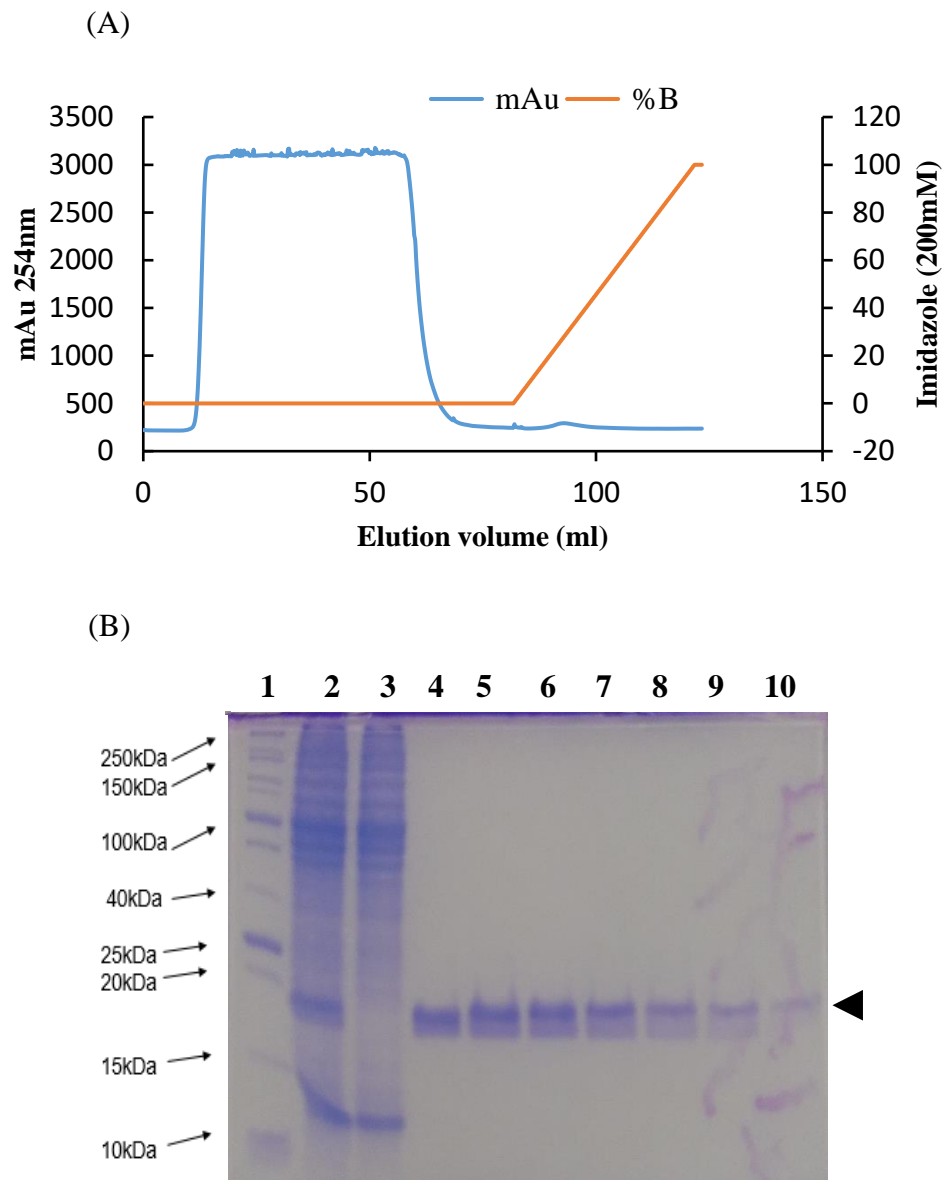 (A)
mAu %B
3500
3000
2500
2000
1500
1000
500
0
120
100
80
60
40
20
0
-20
0 50 100 150
mAu 254nm
Imidazole (200mM)
Elution volume (ml)
(B)
1 2 3 4 5 6 7 8 9 10
250kDa
150kDa
100kDa
40kDa
25kDa
20kDa
15kDa
10kDa